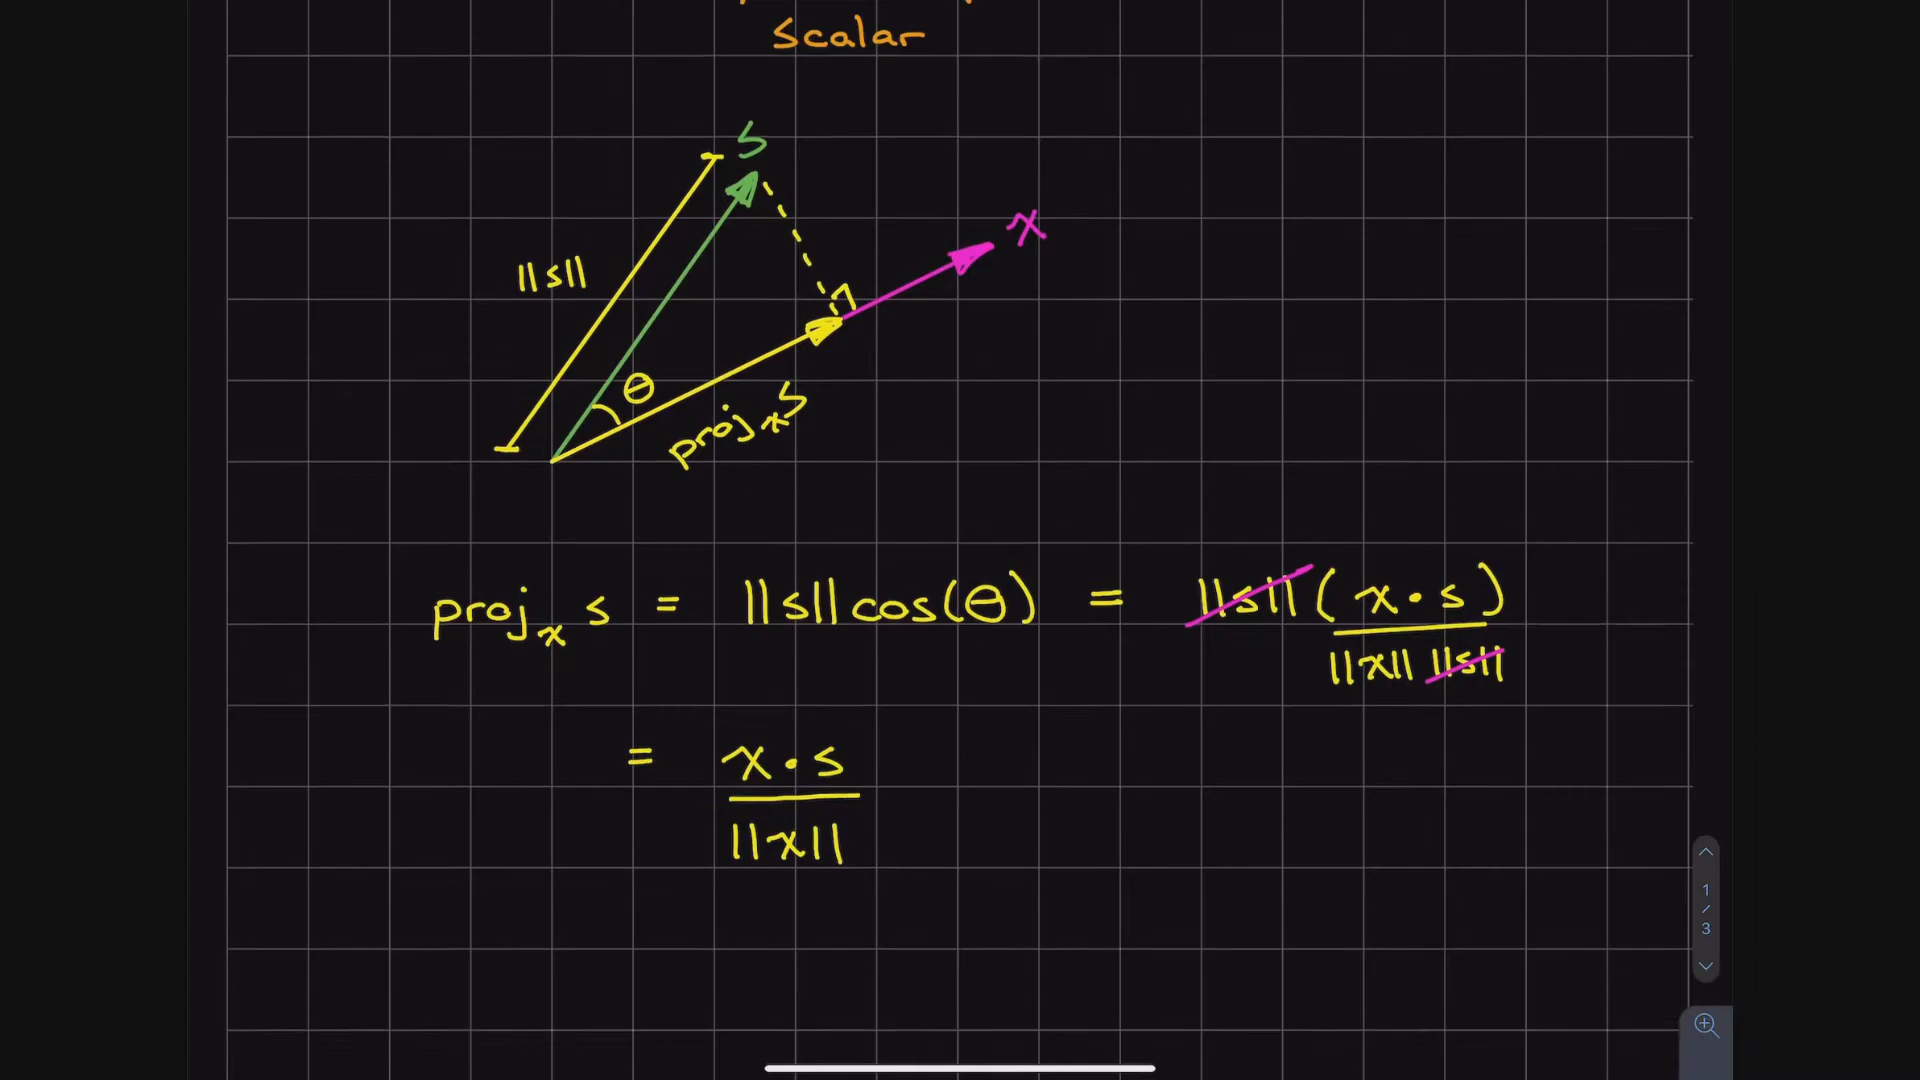 scalar
s
x
||s||
θ
proj_x s
proj_x s = ||s|| cos(θ) = ||s|| (x · s) / ||x|| ||s||
= x · s / ||x||
1
/
3